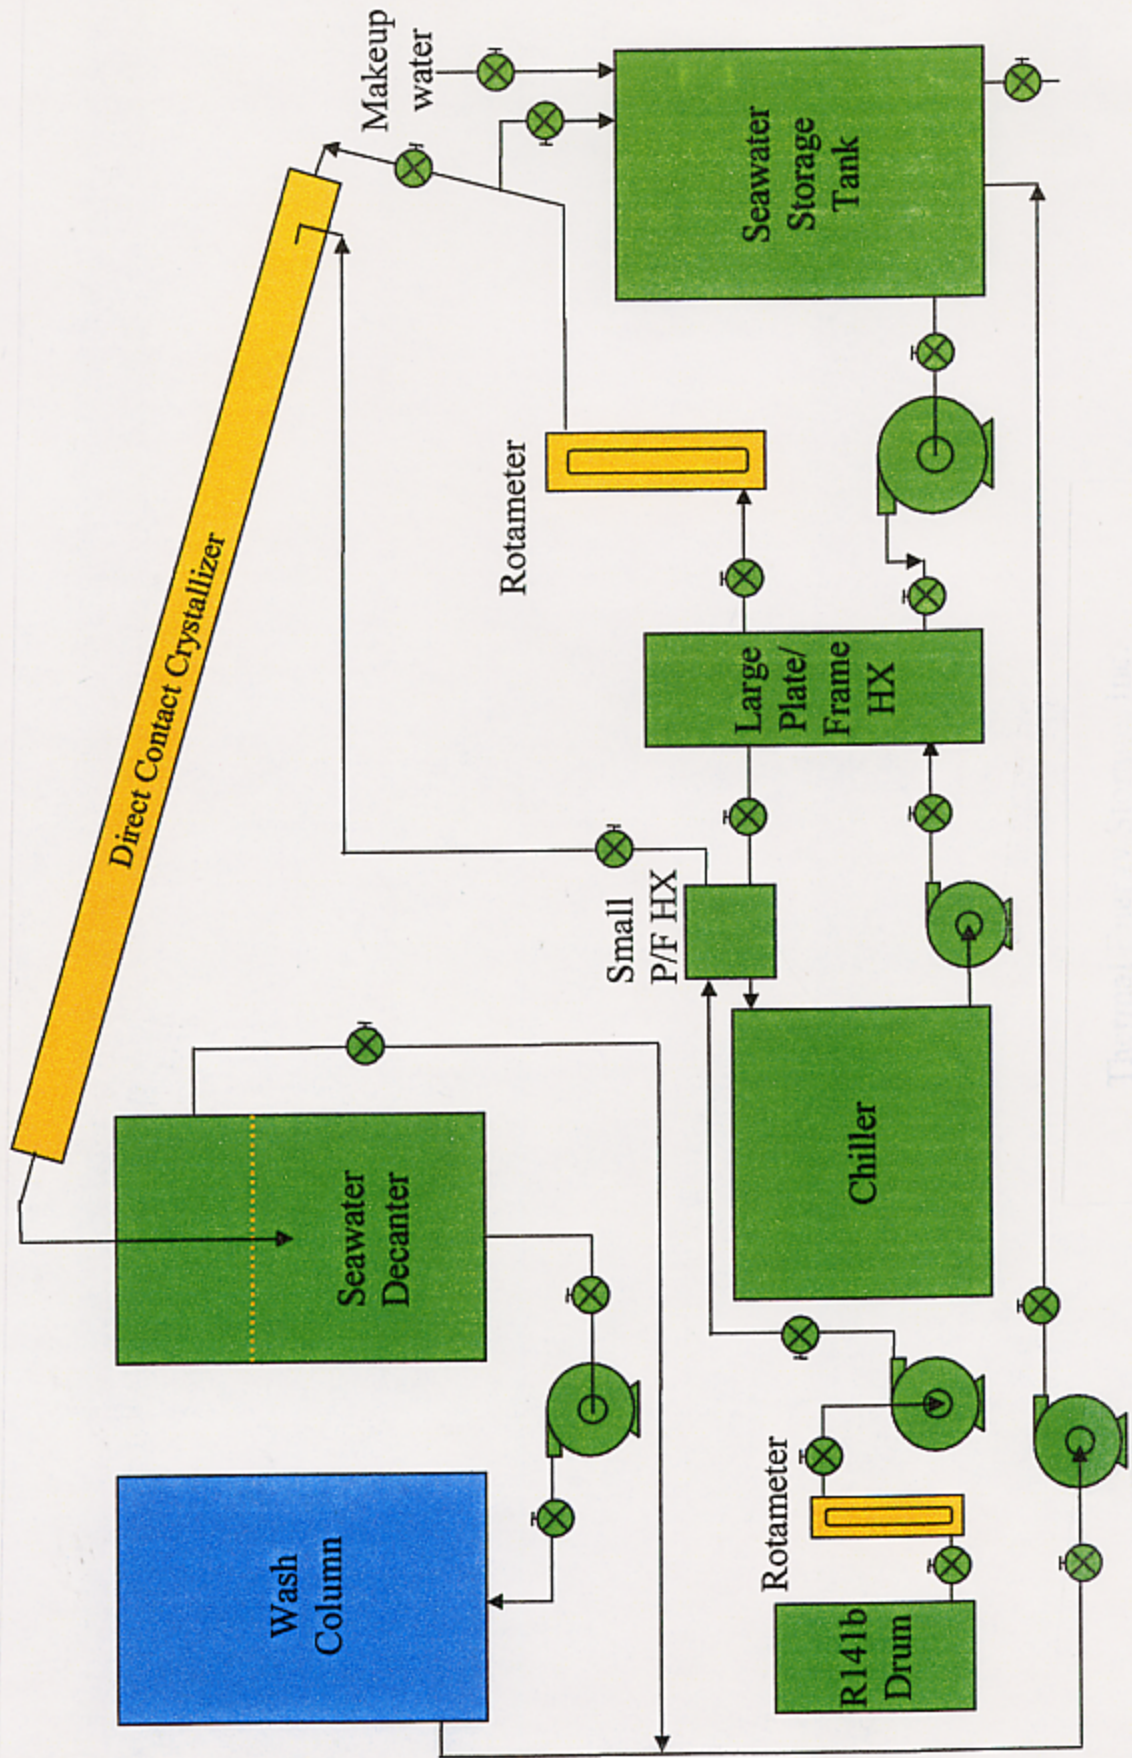 Wash
Column
Seawater
Decanter
Direct Contact Crystallizer
Makeup
water
Rotameter
Small
P/F HX
Large
Plate/
Frame
HX
Seawater
Storage
Tank
Chiller
Rotameter
R141b
Drum